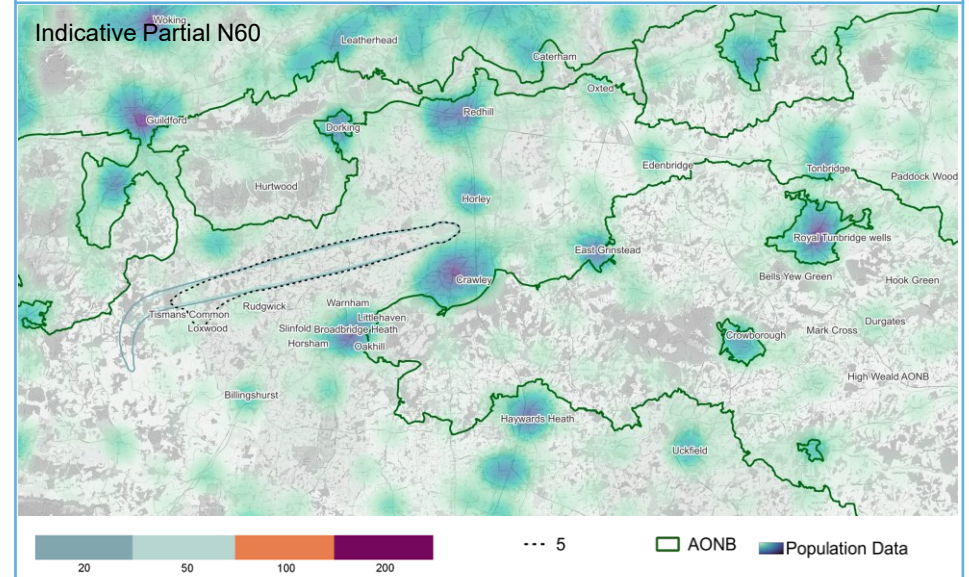 Woking
Indicative Partial N60
Leatherhead
Caterham
Oxted
Redhill
Guildford
Dorking
Edenbridge
Tonbridge
Paddock Wood
Hurtwood
Horley
Royal Tunbridge wells
East Grinstead
Crawley
Bells Yew Green
Hook Green
Rudgwick
Warnham
Tismans Common
Littlehaven
Loxwood
Slinfold Broadbridge Heath
Durgates
Mark Cross
Crowborough
Horsham
Oakhill
High Weald AONB
Billingshurst
Haywards Heath
Uckfield
5 AONB Population Data
20 50 100 200